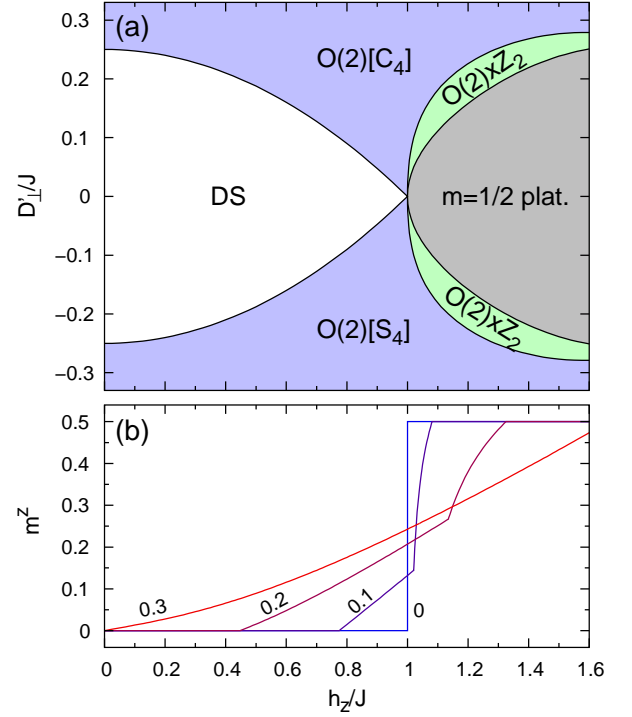 (a)
0.3
0.2
0.1
0
−0.1
−0.2
−0.3
D'⊥/J
O(2)[C₄]
O(2)xZ₂
DS
m=1/2 plat.
O(2)xZ₂
O(2)[S₄]
(b)
0.5
0.4
0.3
0.2
0.1
0
mᶻ
0.3
0.2
0.1
0
0 0.2 0.4 0.6 0.8 1 1.2 1.4 1.6
h_z/J